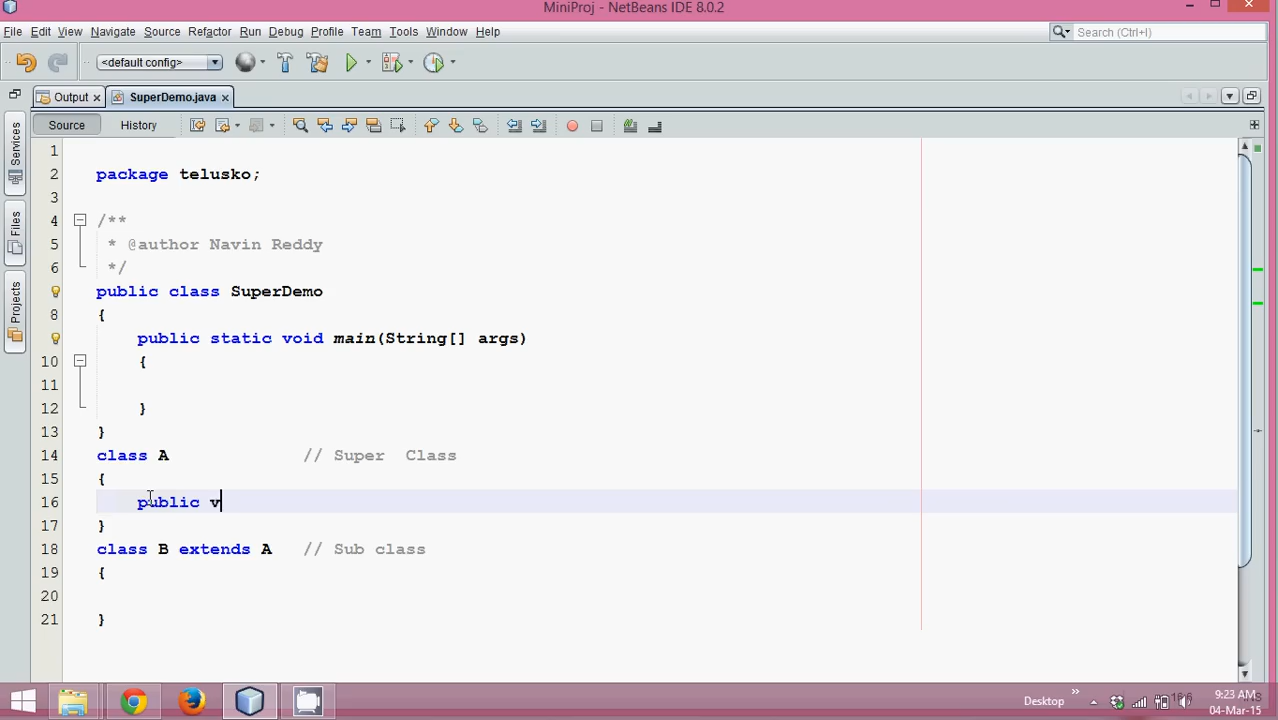 MiniProj - NetBeans IDE 8.0.2
File Edit View Navigate Source Refactor Run Debug Profile Team Tools Window Help
Search (Ctrl+I)
<default config>
Output
SuperDemo.java
Source History
Services
Files
Projects
1
2 package telusko;
3
4 /**
5 * @author Navin Reddy
6 */
public class SuperDemo
8 {
public static void main(String[] args)
10 {
11
12 }
13 }
14 class A // Super Class
15 {
16 public v
17 }
18 class B extends A // Sub class
19 {
20
21 }
Desktop
9:23 AM
04-Mar-15